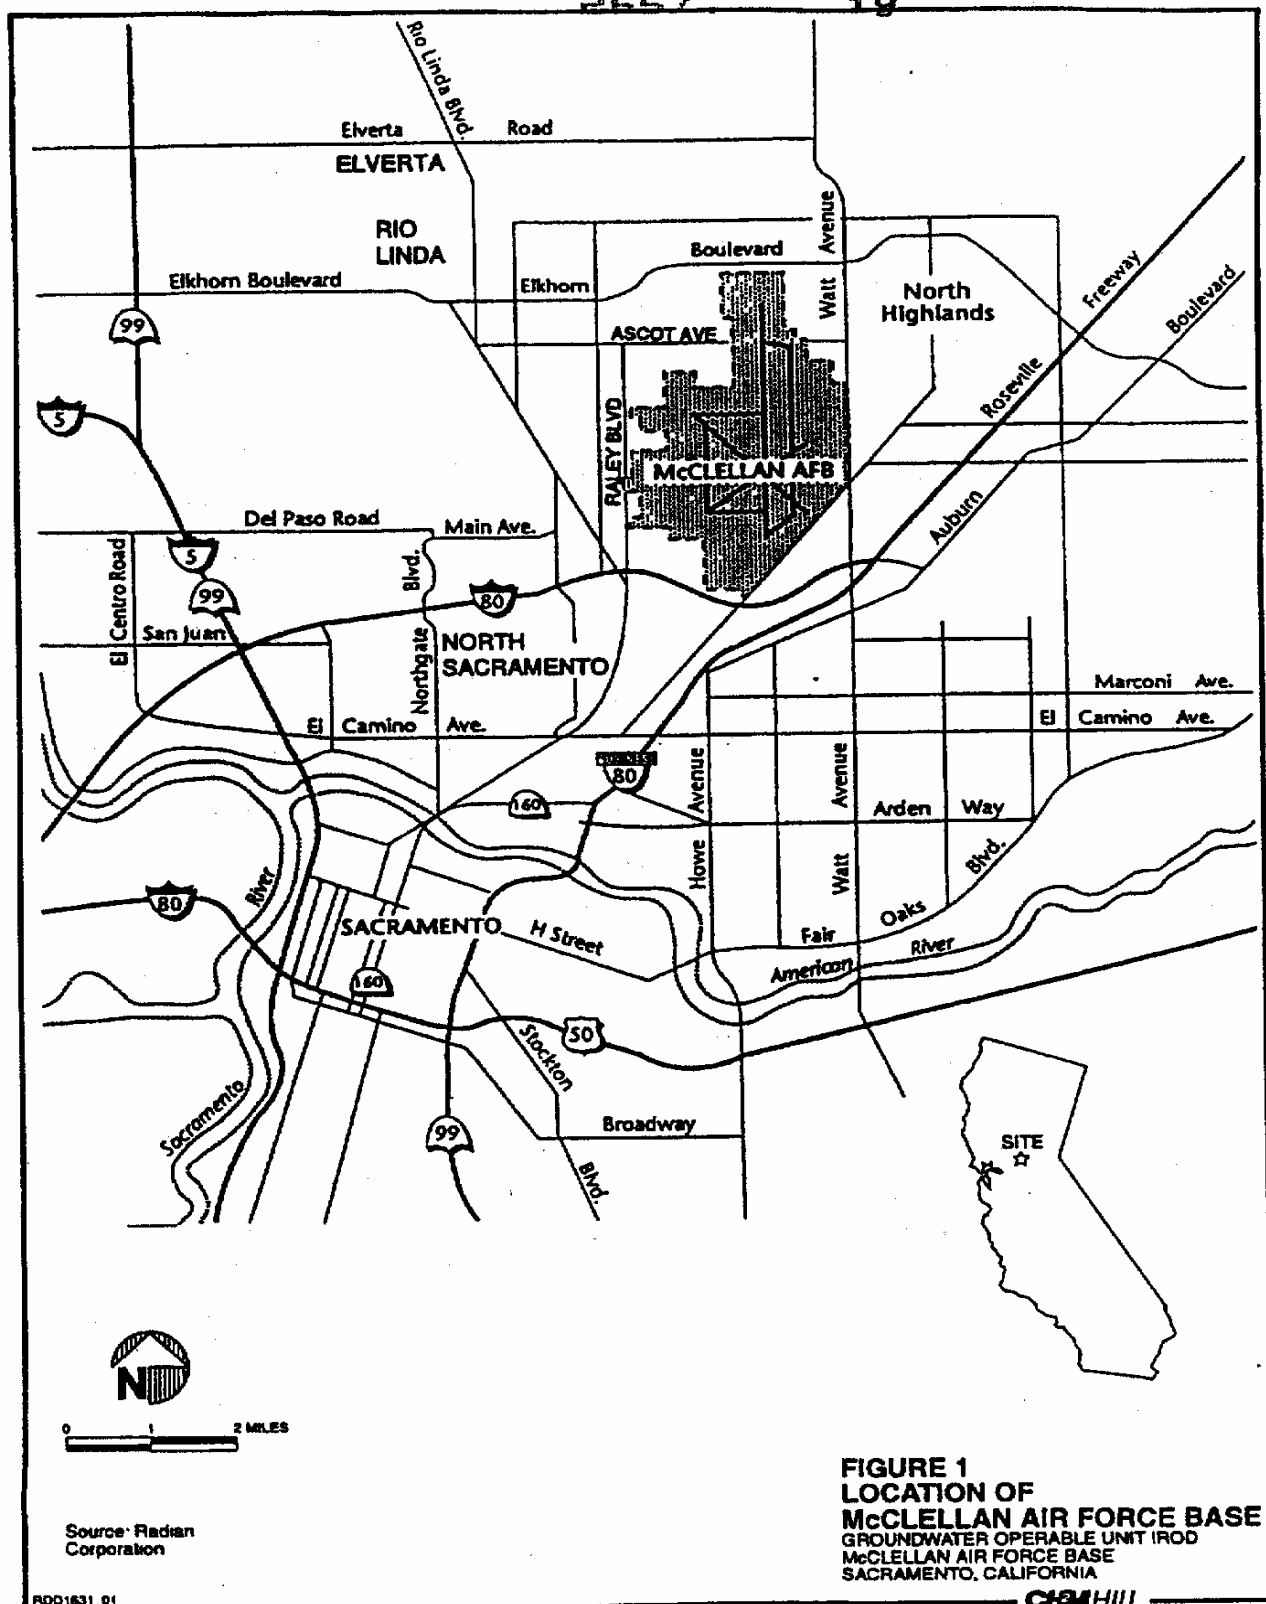 Rio Linda Blvd.
Elverta Road
ELVERTA
RIO
LINDA
Elkhorn Boulevard
Elkhorn
Boulevard
Watt Avenue
North
Highlands
Roseville Freeway
Boulevard
99
5
ASCOT AVE
RALEY BLVD
McCLELLAN AFB
Auburn
Del Paso Road
Main Ave.
5
99
El Centro Road
San Juan
Northgate Blvd.
80
NORTH
SACRAMENTO
Marconi Ave.
El Camino Ave.
El Camino Ave.
80
160
Howe Avenue
Watt Avenue
Arden Way
Fair Oaks Blvd.
80
River
SACRAMENTO
H Street
American River
160
50
Stockton
Blvd.
Sacramento
99
Broadway
SITE
N
0 1 2 MILES
FIGURE 1
LOCATION OF
McCLELLAN AIR FORCE BASE
GROUNDWATER OPERABLE UNIT IROD
McCLELLAN AIR FORCE BASE
SACRAMENTO, CALIFORNIA
Source: Radian
Corporation
RDD1631_01
CH2M HILL